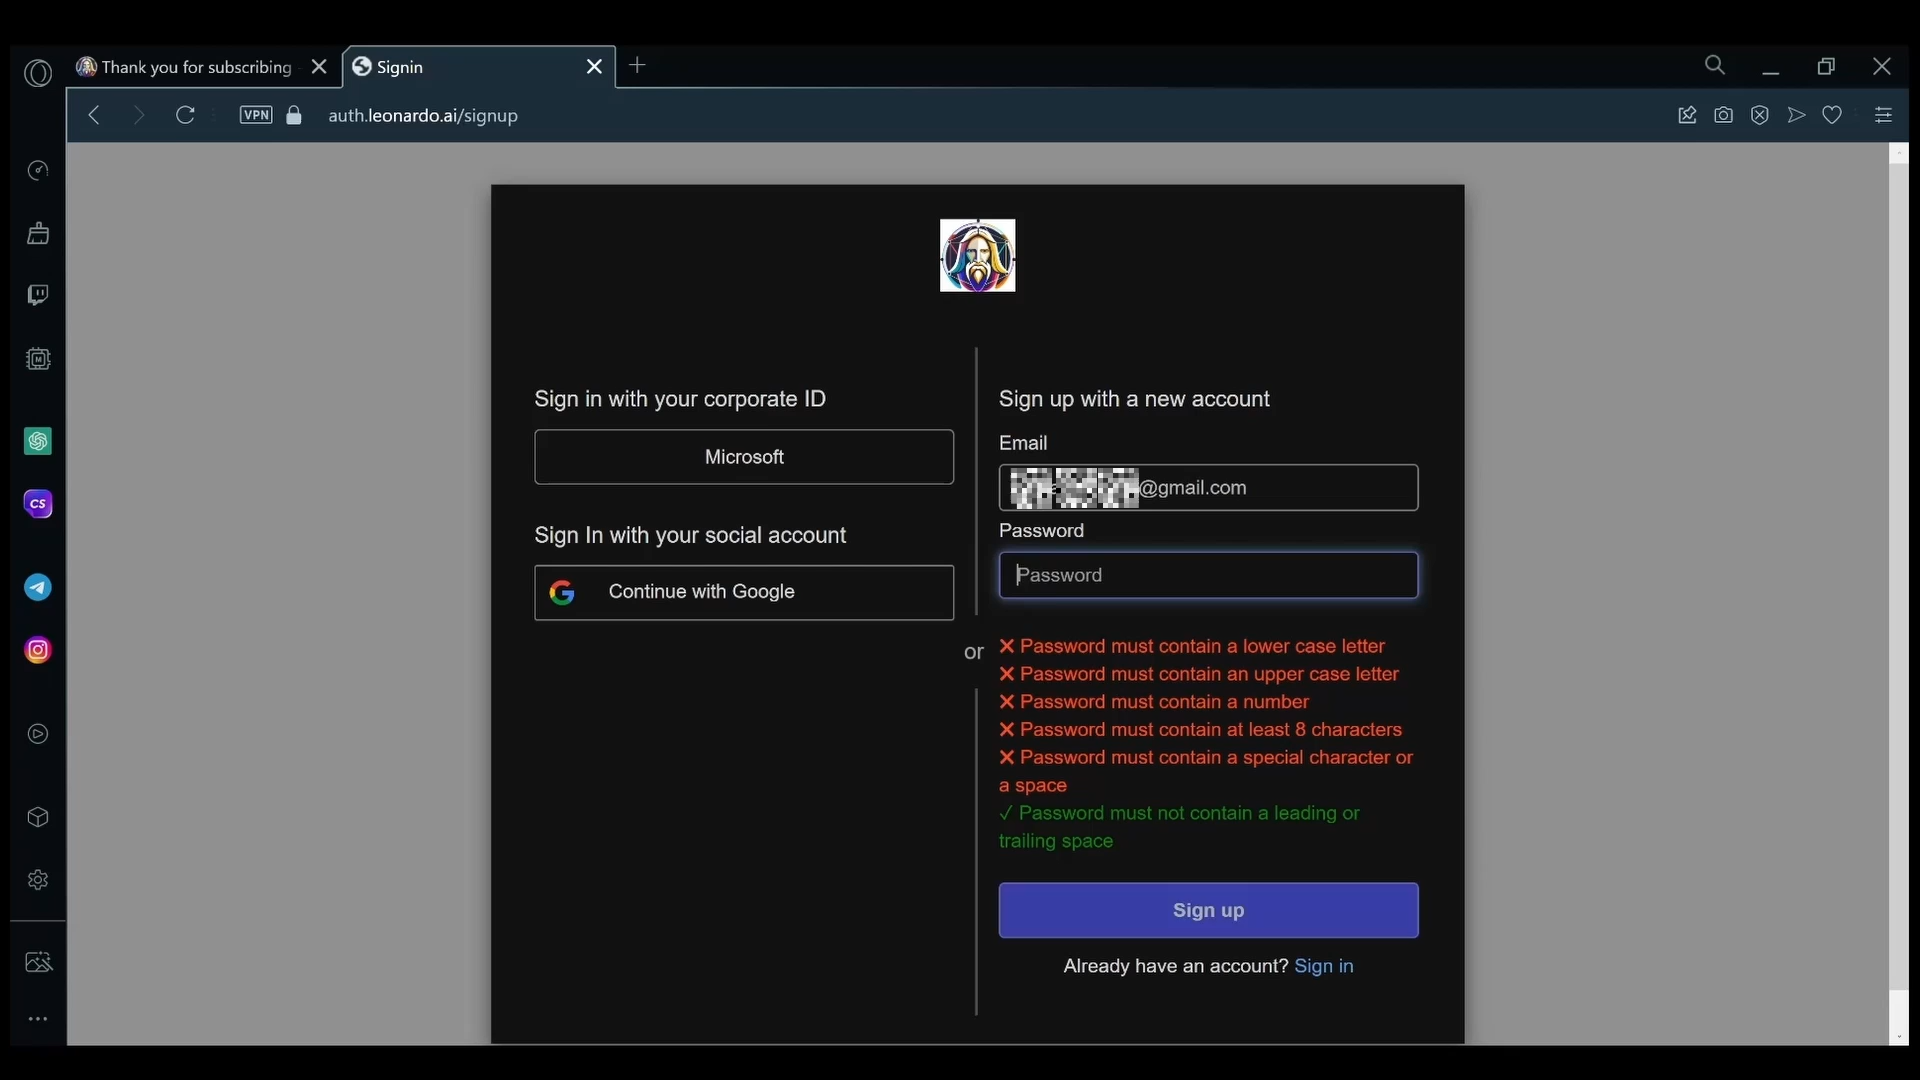 Thank you for subscribing
Signin
VPN
auth.leonardo.ai/signup
Sign in with your corporate ID
Microsoft
Sign In with your social account
Continue with Google
or
Sign up with a new account
Email
@gmail.com
Password
Password
❌ Password must contain a lower case letter
❌ Password must contain an upper case letter
❌ Password must contain a number
❌ Password must contain at least 8 characters
❌ Password must contain a special character or
a space
✓ Password must not contain a leading or
trailing space
Sign up
Already have an account? Sign in
CS
M